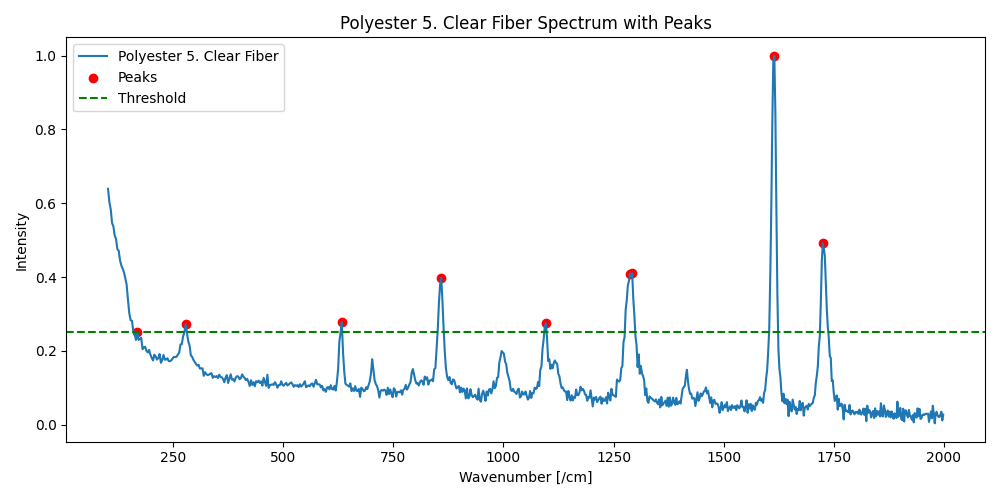 Polyester 5. Clear Fiber Spectrum with Peaks
Polyester 5. Clear Fiber
Peaks
Threshold
Intensity
1.0
0.8
0.6
0.4
0.2
0.0
250
500
750
1000
1250
1500
1750
2000
Wavenumber [/cm]